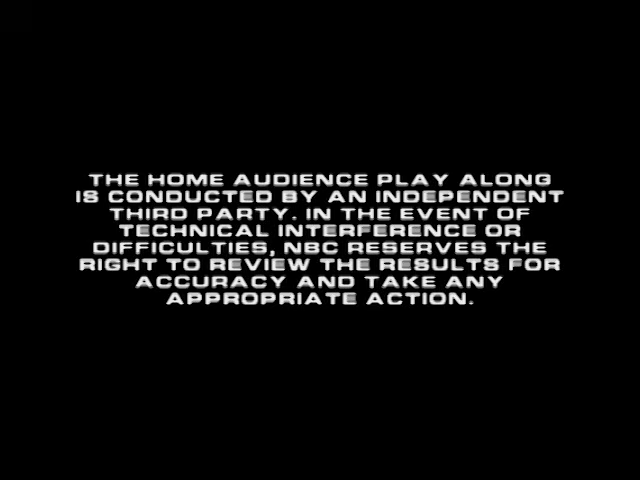 THE HOME AUDIENCE PLAY ALONG
IS CONDUCTED BY AN INDEPENDENT
THIRD PARTY. IN THE EVENT OF
TECHNICAL INTERFERENCE OR
DIFFICULTIES, NBC RESERVES THE
RIGHT TO REVIEW THE RESULTS FOR
ACCURACY AND TAKE ANY
APPROPRIATE ACTION.